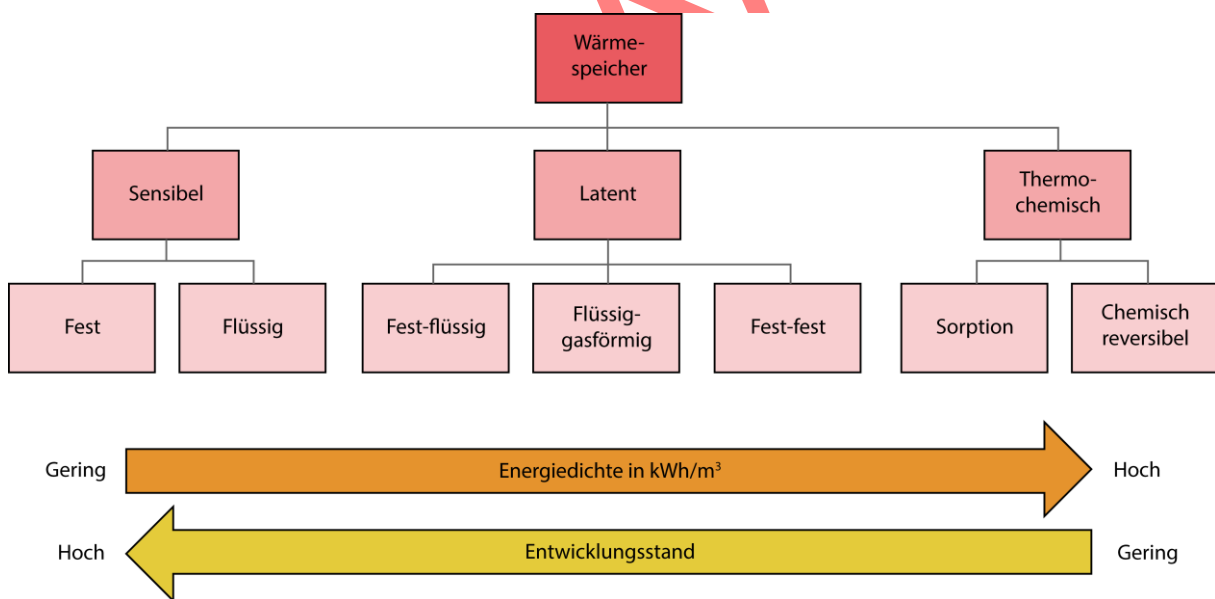 Wärme-
speicher
Sensibel
Latent
Thermo-
chemisch
Fest
Flüssig
Fest-flüssig
Flüssig-
gasförmig
Fest-fest
Sorption
Chemisch
reversibel
Gering
Energiedichte in kWh/m³
Hoch
Hoch
Entwicklungsstand
Gering